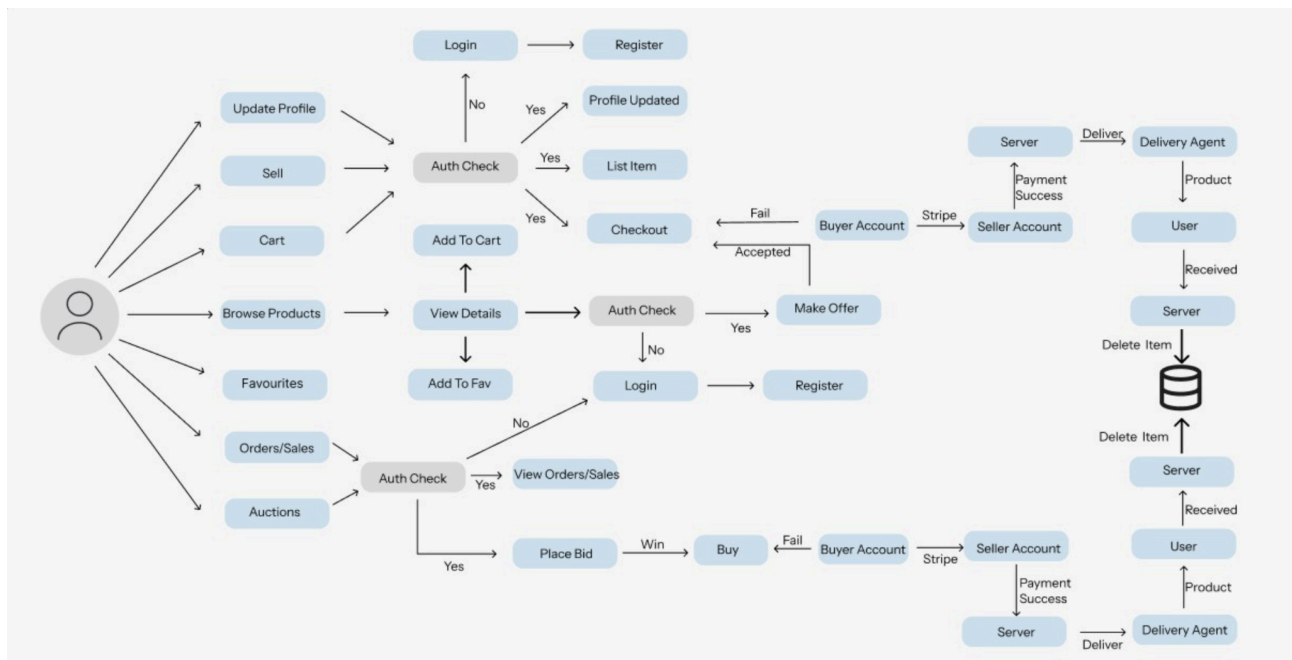 Login
Register
No
Yes
Update Profile
Profile Updated
Auth Check
Yes
List Item
Sell
Yes
Cart
Add To Cart
Checkout
Fail
Accepted
Buyer Account
Stripe
Seller Account
Payment
Success
Server
Deliver
Delivery Agent
Product
User
Received
Server
Delete Item
Browse Products
View Details
Auth Check
Yes
Make Offer
No
Favourites
Add To Fav
Login
Register
No
Orders/Sales
Auth Check
Yes
View Orders/Sales
Auctions
Yes
Place Bid
Win
Buy
Fail
Buyer Account
Stripe
Seller Account
Payment
Success
Server
Deliver
Delivery Agent
Product
User
Received
Server
Delete Item